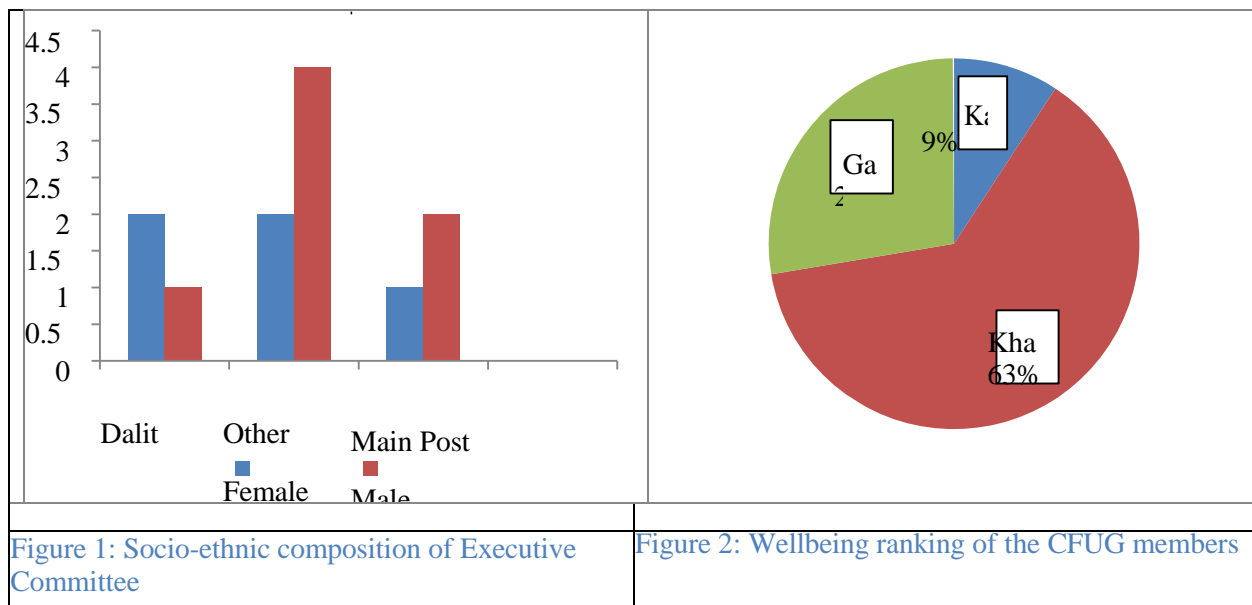 4.5
4
3.5
3
2.5
2
1.5
1
0.5
0
Dalit Other Main Post
Female Male
9%
Ga
Kha
63%
Figure 1: Socio-ethnic composition of Executive
Committee
Figure 2: Wellbeing ranking of the CFUG members